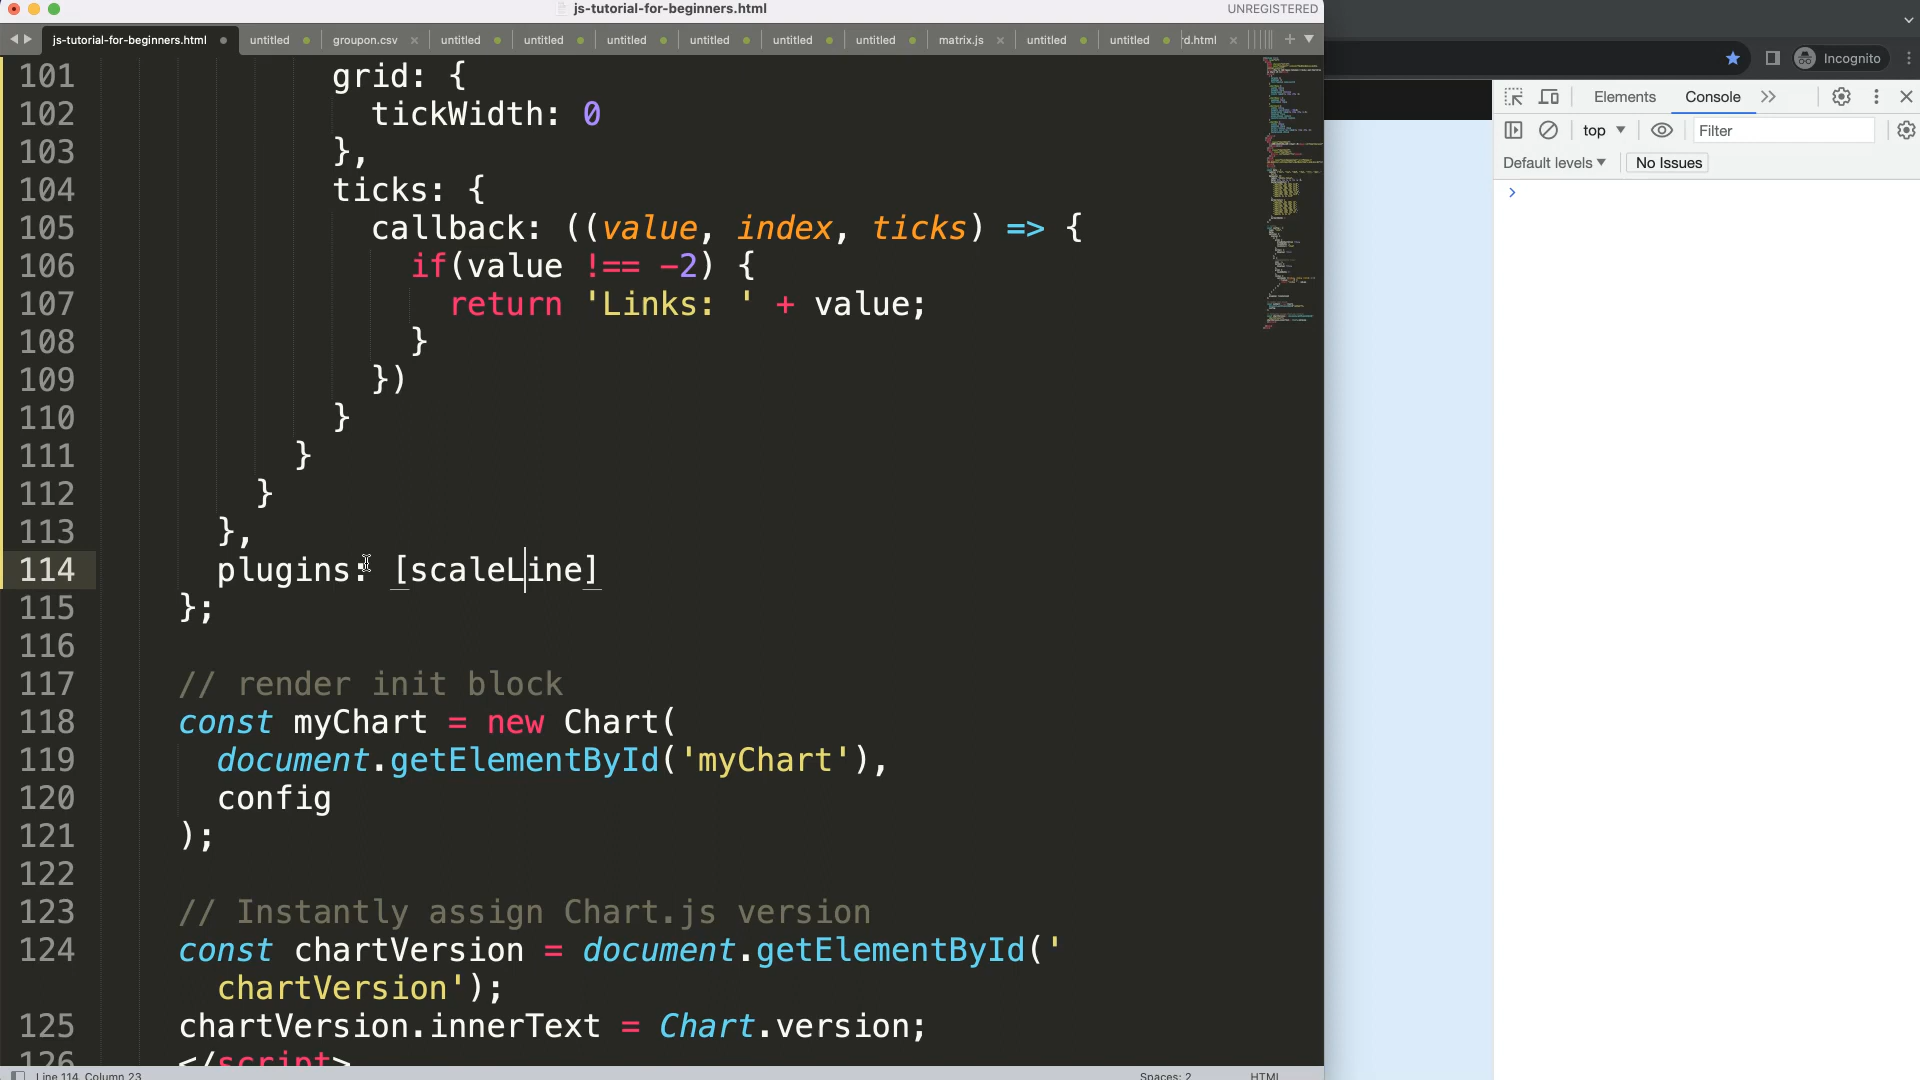 js-tutorial-for-beginners.html
UNREGISTERED
js-tutorial-for-beginners.html untitled groupon.csv untitled untitled untitled untitled untitled untitled matrix.js untitled untitled d.html
Incognito
Elements Console
top Filter
Default levels No Issues
101 grid: {
102 tickWidth: 0
103 },
104 ticks: {
105 callback: ((value, index, ticks) => {
106 if(value !== -2) {
107 return 'Links: ' + value;
108 }
109 })
110 }
111 }
112 }
113 },
114 plugins: [scaleLine]
115 };
116
117 // render init block
118 const myChart = new Chart(
119 document.getElementById('myChart'),
120 config
121 );
122
123 // Instantly assign Chart.js version
124 const chartVersion = document.getElementById('
chartVersion');
125 chartVersion.innerText = Chart.version;
126 </script>
Line 114, Column 23
Spaces: 2
HTML